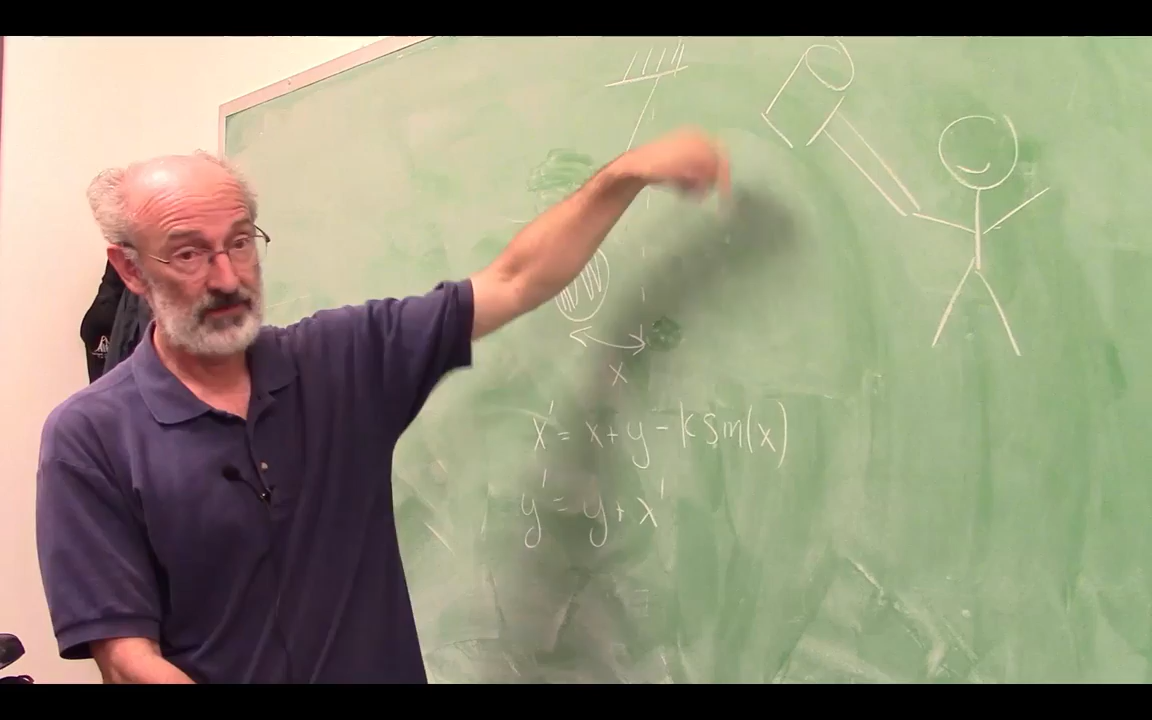 x
x' = x + y - k sin(x)
y' = y + x'